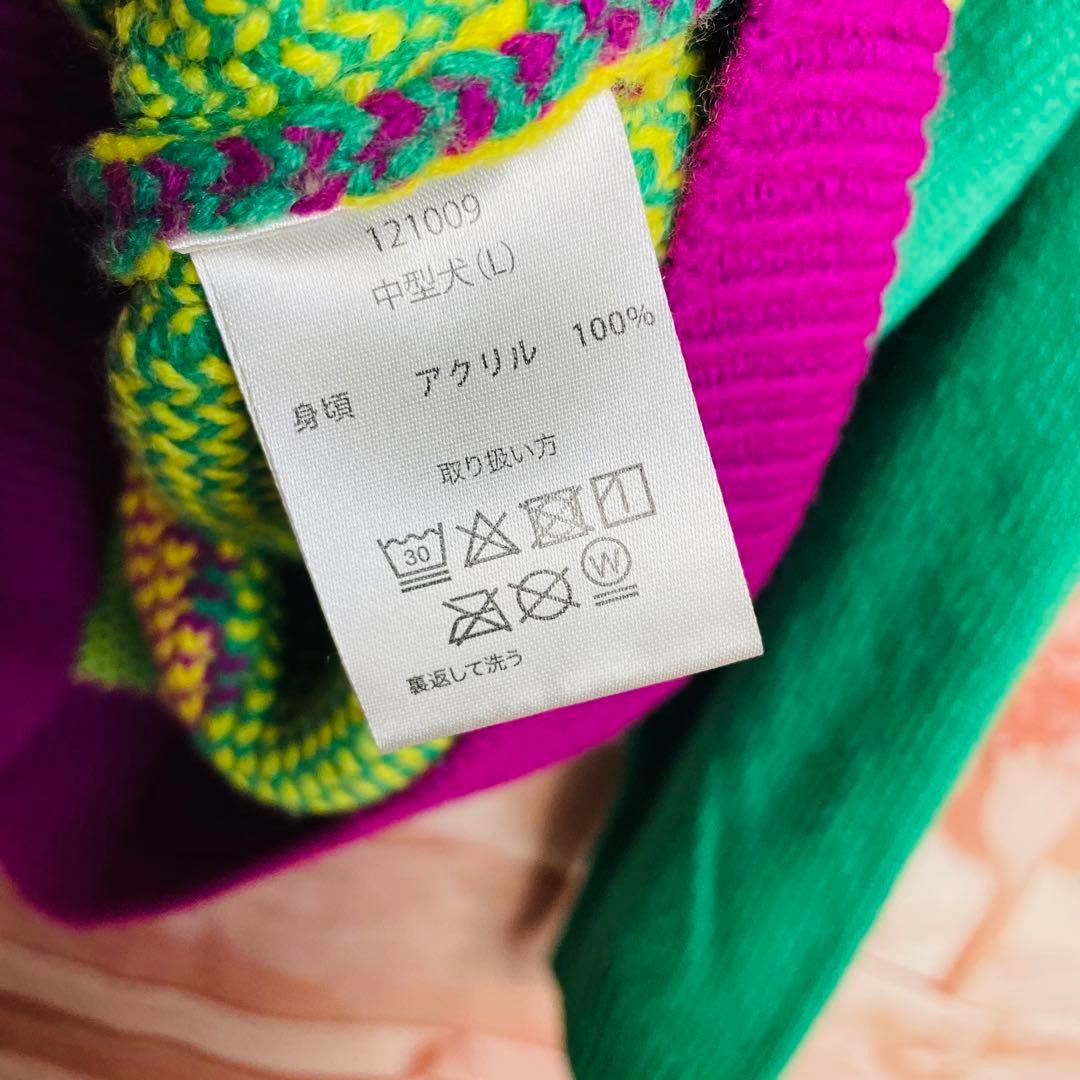 121009
中型犬(L)
身頃 アクリル 100%
取り扱い方
30
W
裏返して洗う